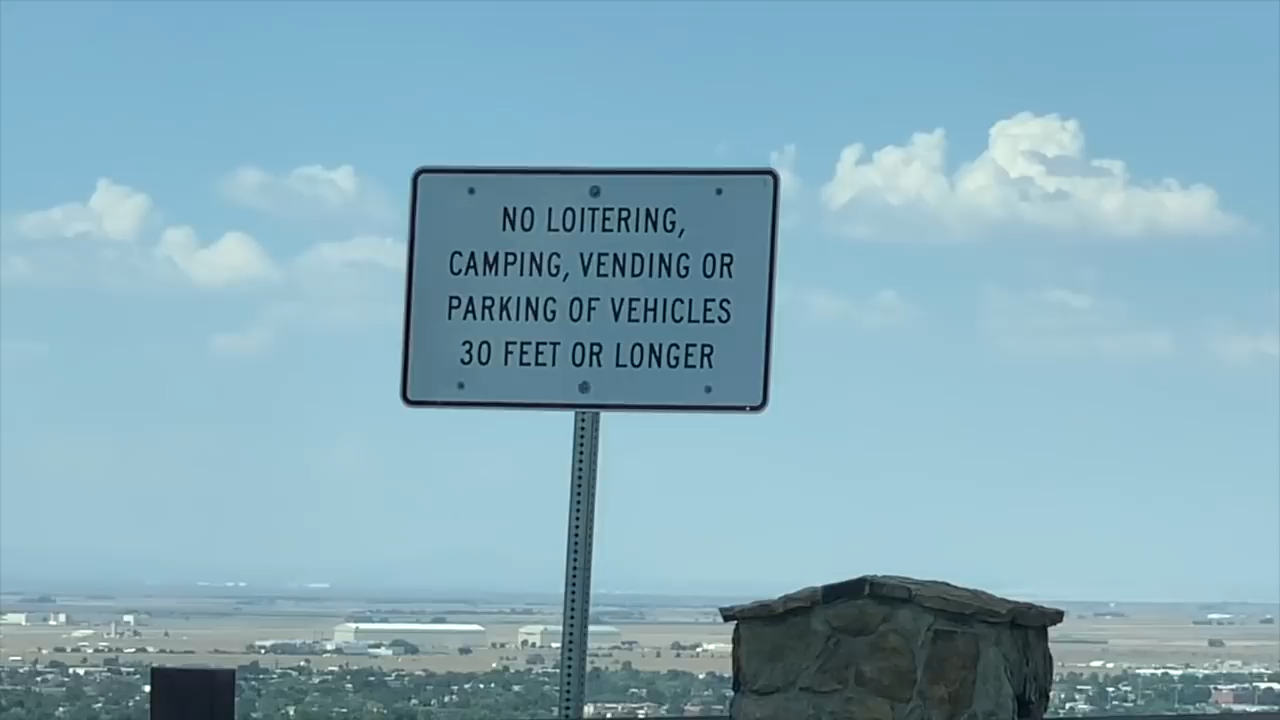 NO LOITERING,
CAMPING, VENDING OR
PARKING OF VEHICLES
30 FEET OR LONGER